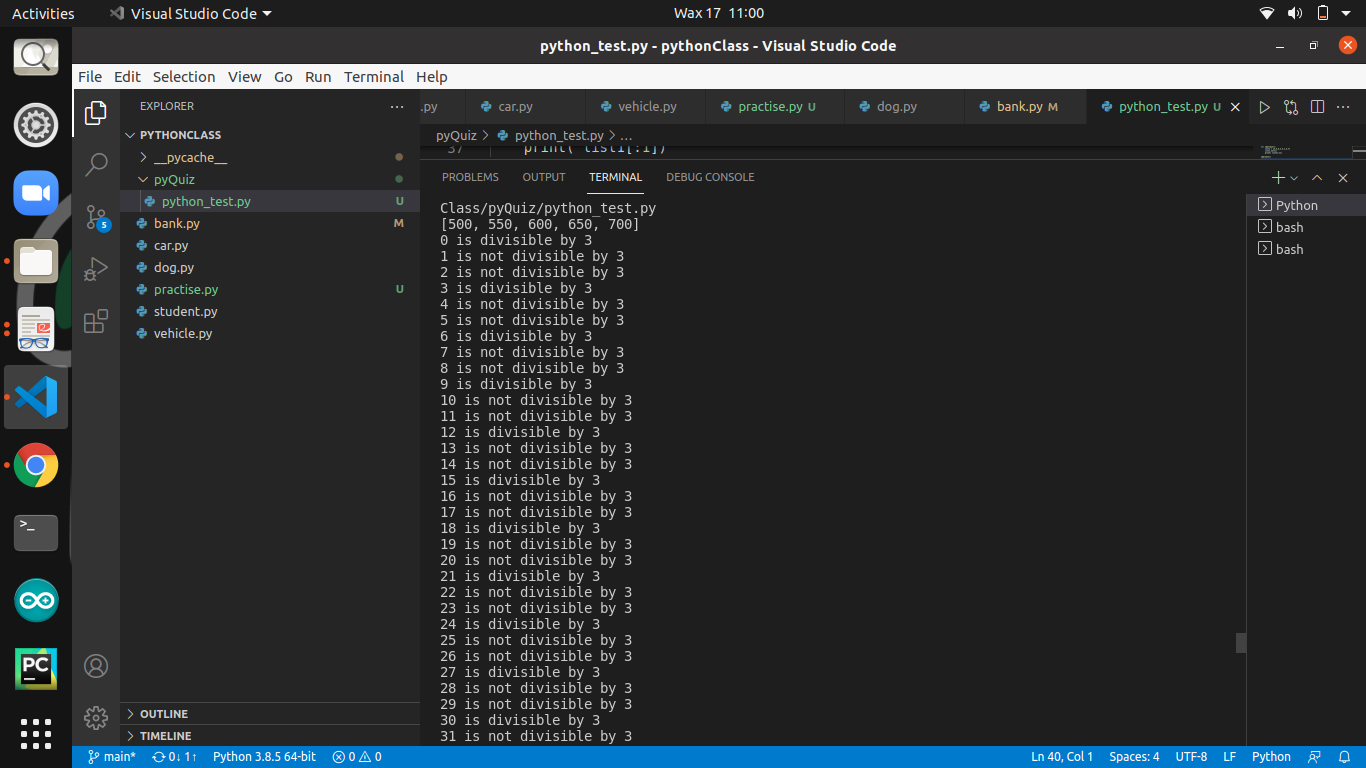 Activities Visual Studio Code Wax 17 11:00
python_test.py - pythonClass - Visual Studio Code
File Edit Selection View Go Run Terminal Help
EXPLORER
PYTHONCLASS
__pycache__
pyQuiz
python_test.py U
bank.py M
car.py
dog.py
practise.py U
student.py
vehicle.py
OUTLINE
TIMELINE
.py car.py vehicle.py practise.py U dog.py bank.py M python_test.py U
pyQuiz > python_test.py > ...
37 print( list1[:i])
PROBLEMS OUTPUT TERMINAL DEBUG CONSOLE
Class/pyQuiz/python_test.py
[500, 550, 600, 650, 700]
0 is divisible by 3
1 is not divisible by 3
2 is not divisible by 3
3 is divisible by 3
4 is not divisible by 3
5 is not divisible by 3
6 is divisible by 3
7 is not divisible by 3
8 is not divisible by 3
9 is divisible by 3
10 is not divisible by 3
11 is not divisible by 3
12 is divisible by 3
13 is not divisible by 3
14 is not divisible by 3
15 is divisible by 3
16 is not divisible by 3
17 is not divisible by 3
18 is divisible by 3
19 is not divisible by 3
20 is not divisible by 3
21 is divisible by 3
22 is not divisible by 3
23 is not divisible by 3
24 is divisible by 3
25 is not divisible by 3
26 is not divisible by 3
27 is divisible by 3
28 is not divisible by 3
29 is not divisible by 3
30 is divisible by 3
31 is not divisible by 3
Python
bash
bash
5
>_
PC
main* 0↓ 1↑ Python 3.8.5 64-bit 0 0 Ln 40, Col 1 Spaces: 4 UTF-8 LF Python